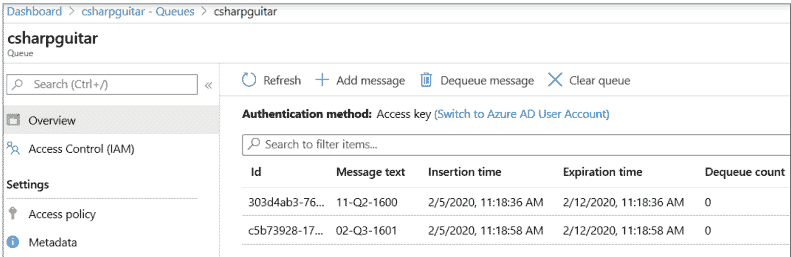 Dashboard > csharpguitar - Queues > csharpguitar
csharpguitar
Queue
Search (Ctrl+/) «
Refresh Add message Dequeue message Clear queue
Overview
Access Control (IAM)
Settings
Access policy
Metadata
Authentication method: Access key (Switch to Azure AD User Account)
Search to filter items...
Id Message text Insertion time Expiration time Dequeue count
303d4ab3-76... 11-Q2-1600 2/5/2020, 11:18:36 AM 2/12/2020, 11:18:36 AM 0
c5b73928-17... 02-Q3-1601 2/5/2020, 11:18:58 AM 2/12/2020, 11:18:58 AM 0